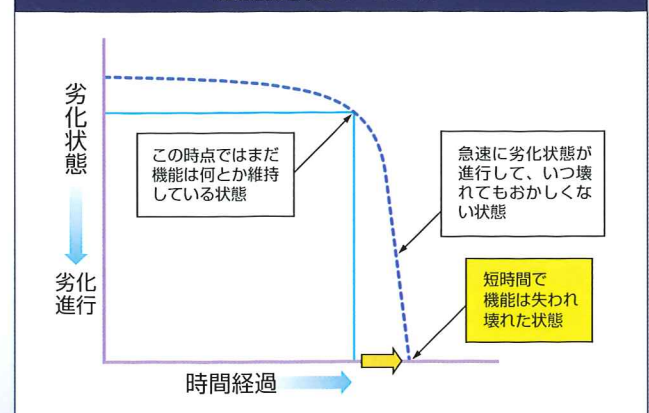 劣化状態
劣化
進行
この時点ではまだ
機能は何とか維持
している状態
急速に劣化状態が
進行して、いつ壊
れてもおかしくな
い状態
短時間で
機能は失われ
壊れた状態
時間経過